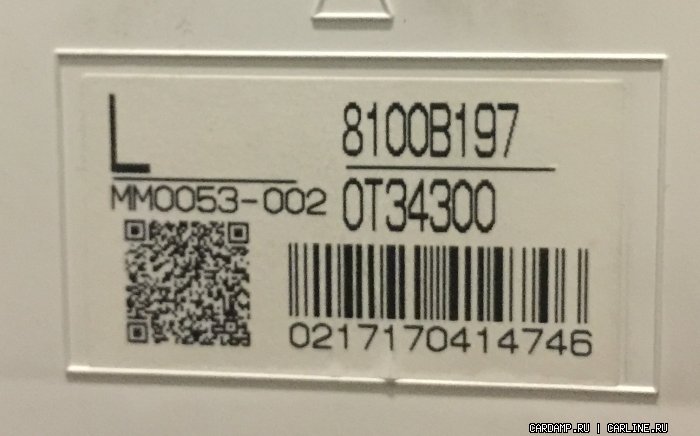 L
8100B197
MM0053-002
0T34300
0217170414746
CARDAMP.RU | CARLINE.RU